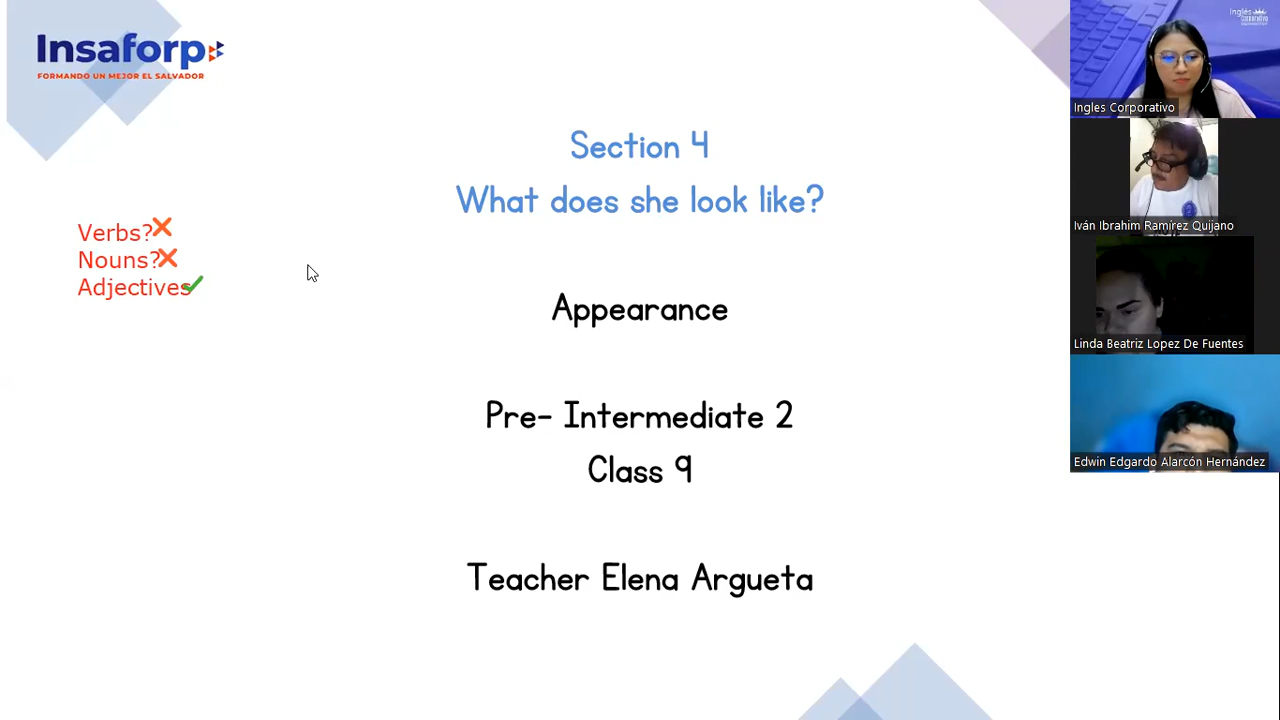 Insaforp
FORMANDO UN MEJOR EL SALVADOR
Section 4
What does she look like?
Verbs?
Nouns?
Adjectives
Appearance
Pre- Intermediate 2
Class 9
Teacher Elena Argueta
Inglés
Corporativo
Ingles Corporativo
Iván Ibrahim Ramírez Quijano
Linda Beatriz Lopez De Fuentes
Edwin Edgardo Alarcón Hernández